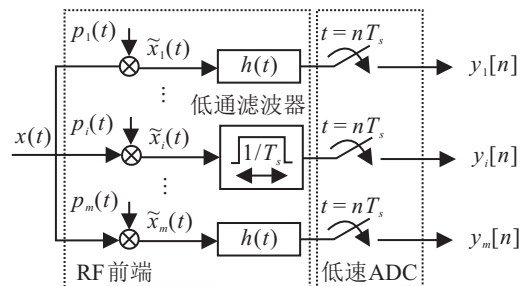 p₁(t)
x̃₁(t)
h(t)
t = nTₛ
y₁[n]
⋮
低通滤波器
x(t)
pᵢ(t)
x̃ᵢ(t)
1/Tₛ
t = nTₛ
yᵢ[n]
⋮
pₘ(t)
x̃ₘ(t)
h(t)
t = nTₛ
yₘ[n]
RF前端
低速ADC